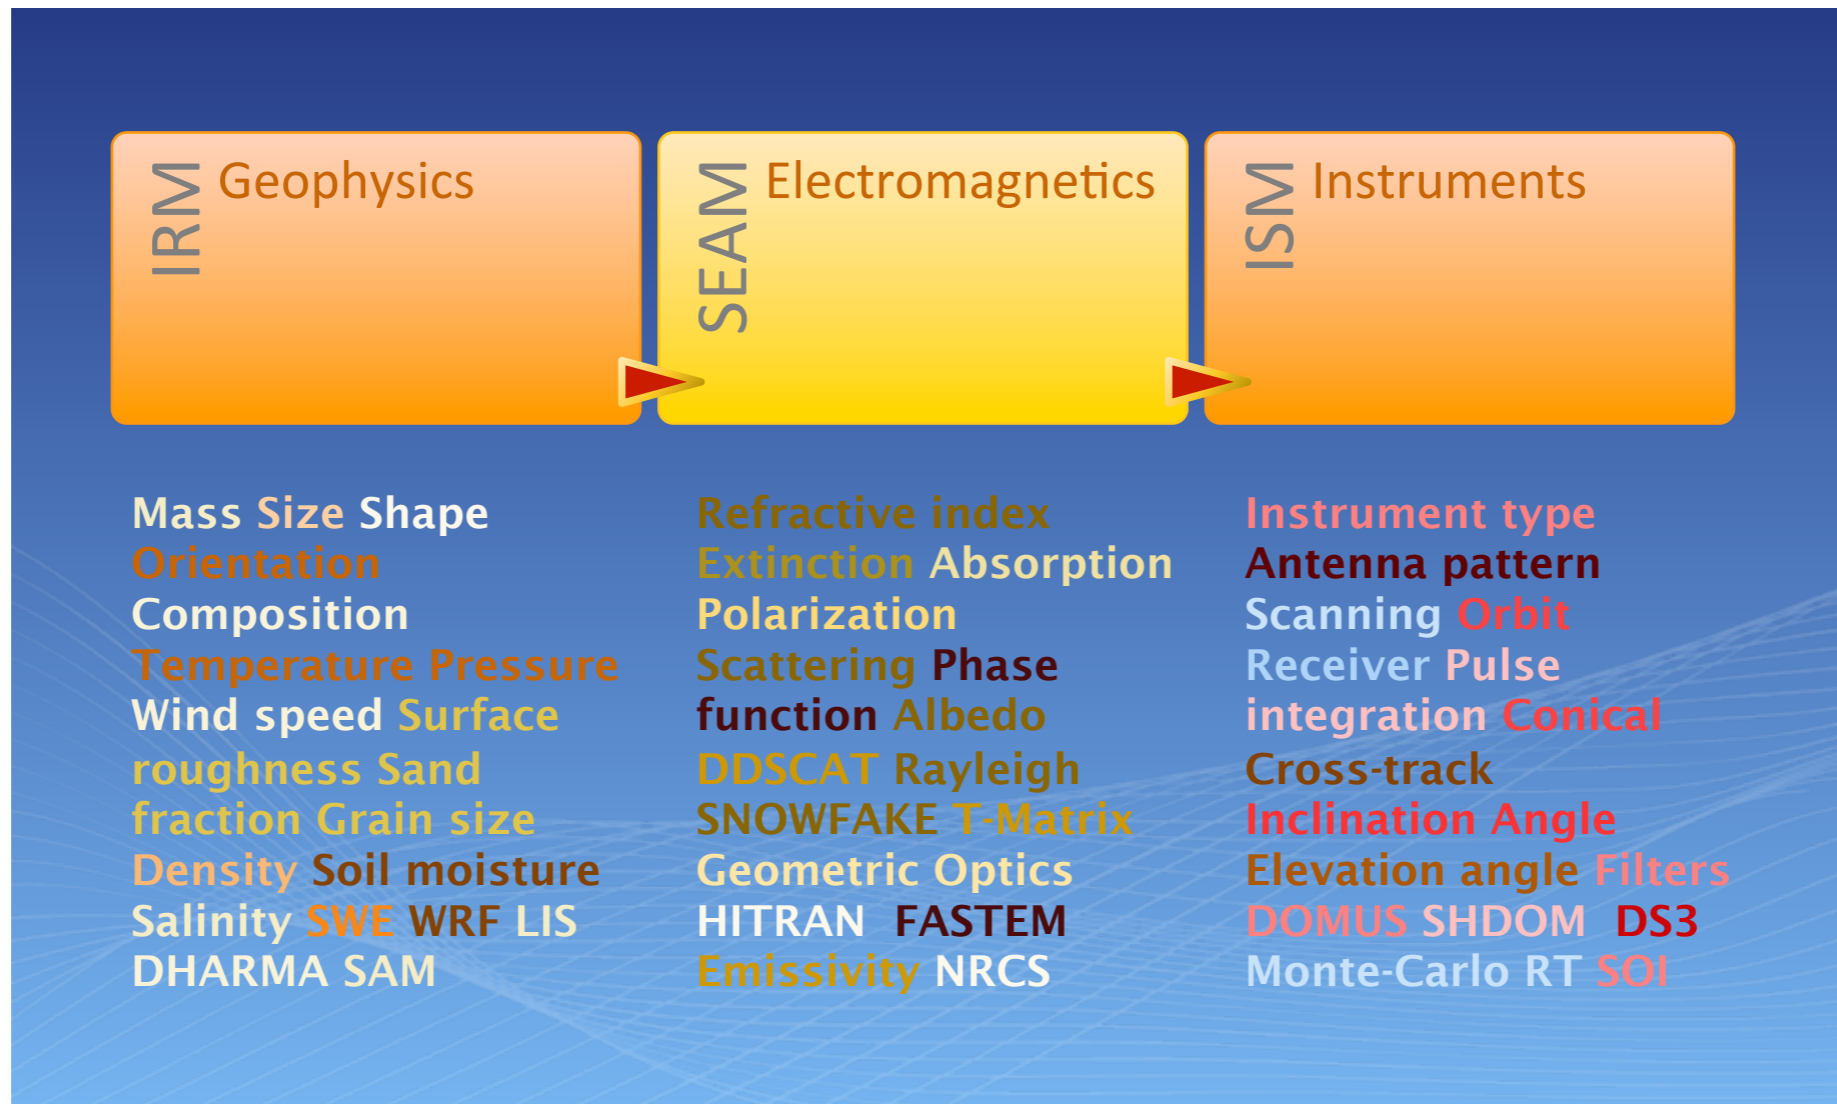 IRM
Geophysics
SEAM
Electromagnetics
ISM
Instruments
Mass Size Shape
Orientation
Composition
Temperature Pressure
Wind speed Surface
roughness Sand
fraction Grain size
Density Soil moisture
Salinity SWE WRF LIS
DHARMA SAM
Refractive index
Extinction Absorption
Polarization
Scattering Phase
function Albedo
DDSCAT Rayleigh
SNOWFAKE T-Matrix
Geometric Optics
HITRAN FASTEM
Emissivity NRCS
Instrument type
Antenna pattern
Scanning Orbit
Receiver Pulse
integration Conical
Cross-track
Inclination Angle
Elevation angle Filters
DOMUS SHDOM DS3
Monte-Carlo RT SOI